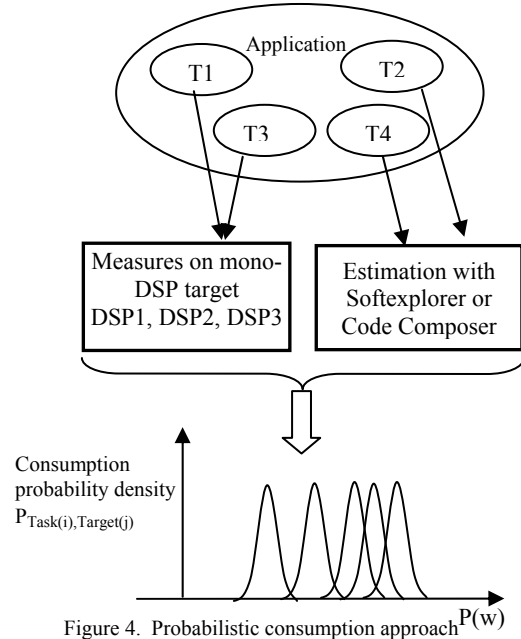 Application
T1
T2
T3
T4
Measures on mono-
DSP target
DSP1, DSP2, DSP3
Estimation with
Softexplorer or
Code Composer
Consumption
probability density
PTask(i),Target(j)
P(w)
Figure 4. Probabilistic consumption approach